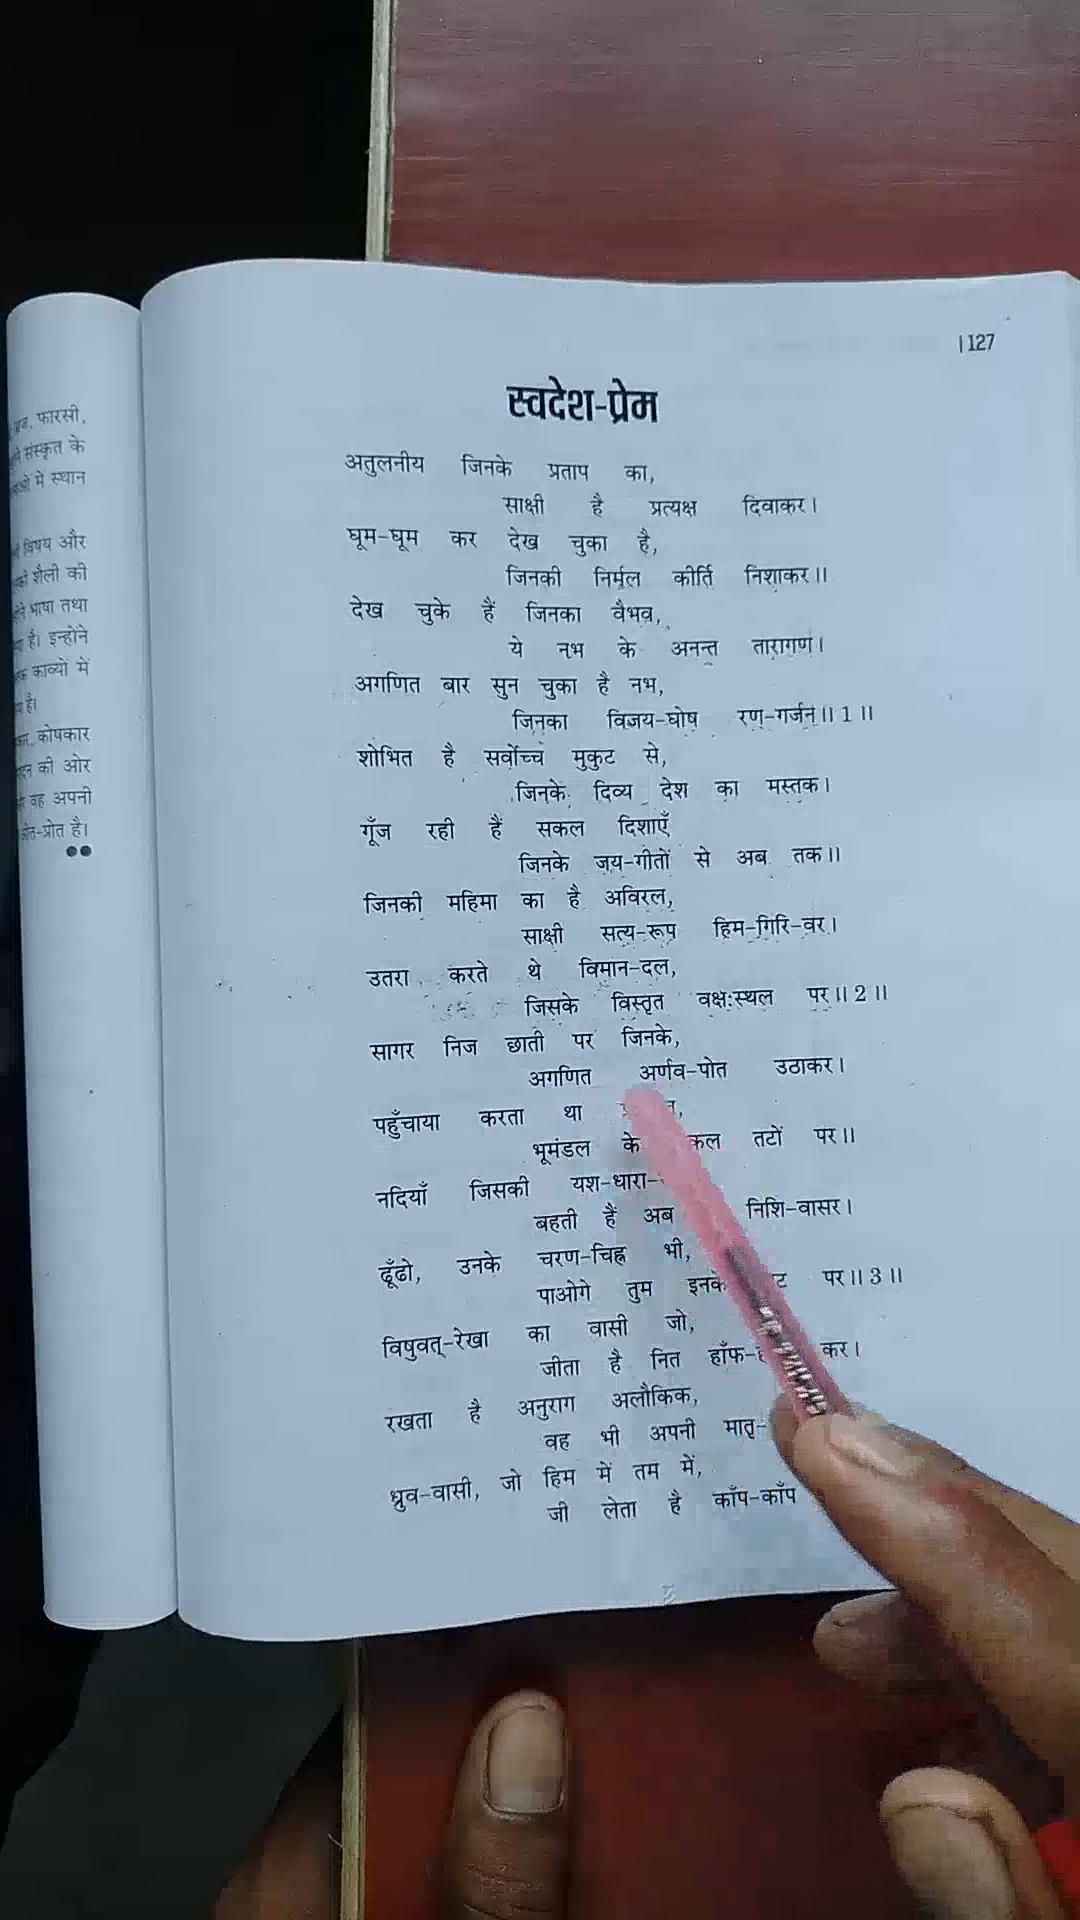 127
ब्रज, फारसी,
संस्कृत के
में स्थान
विषय और
शैली की
भाषा तथा
है। इन्होंने
काव्यों में
है।
कोषकार
की ओर
वह अपनी
ओत-प्रोत है।
स्वदेश-प्रेम
अतुलनीय जिनके प्रताप का,
साक्षी है प्रत्यक्ष दिवाकर।
घूम-घूम कर देख चुका है,
जिनकी निर्मल कीर्ति निशाकर॥
देख चुके हैं जिनका वैभव,
ये नभ के अनन्त तारागण।
अगणित बार सुन चुका है नभ,
जिनका विजय-घोष रण-गर्जन॥1॥
शोभित है सर्वोच्च मुकुट से,
जिनके दिव्य देश का मस्तक।
गूँज रही हैं सकल दिशाएँ
जिनके जय-गीतों से अब तक॥
जिनकी महिमा का है अविरल,
साक्षी सत्य-रूप हिम-गिरि-वर।
उतरा करते थे विमान-दल,
जिसके विस्तृत वक्ष:स्थल पर॥2॥
सागर निज छाती पर जिनके,
अगणित अर्णव-पोत उठाकर।
पहुँचाया करता था
भूमंडल के तटों पर॥
नदियाँ जिसकी यश-धारा-
बहती हैं अब निशि-वासर।
ढूँढो, उनके चरण-चिह्न भी,
पाओगे तुम इनके पर॥3॥
विषुवत्-रेखा का वासी जो,
जीता है नित हाँफ- कर।
रखता है अनुराग अलौकिक,
वह भी अपनी मातृ-
ध्रुव-वासी, जो हिम में तम में,
जी लेता है काँप-काँप